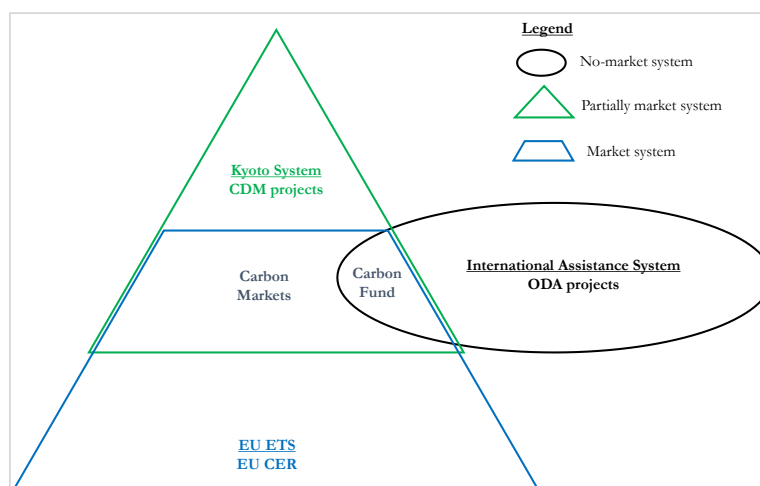 Legend
No-market system
Partially market system
Market system
Kyoto System
CDM projects
Carbon
Markets
Carbon
Fund
International Assistance System
ODA projects
EU ETS
EU CER